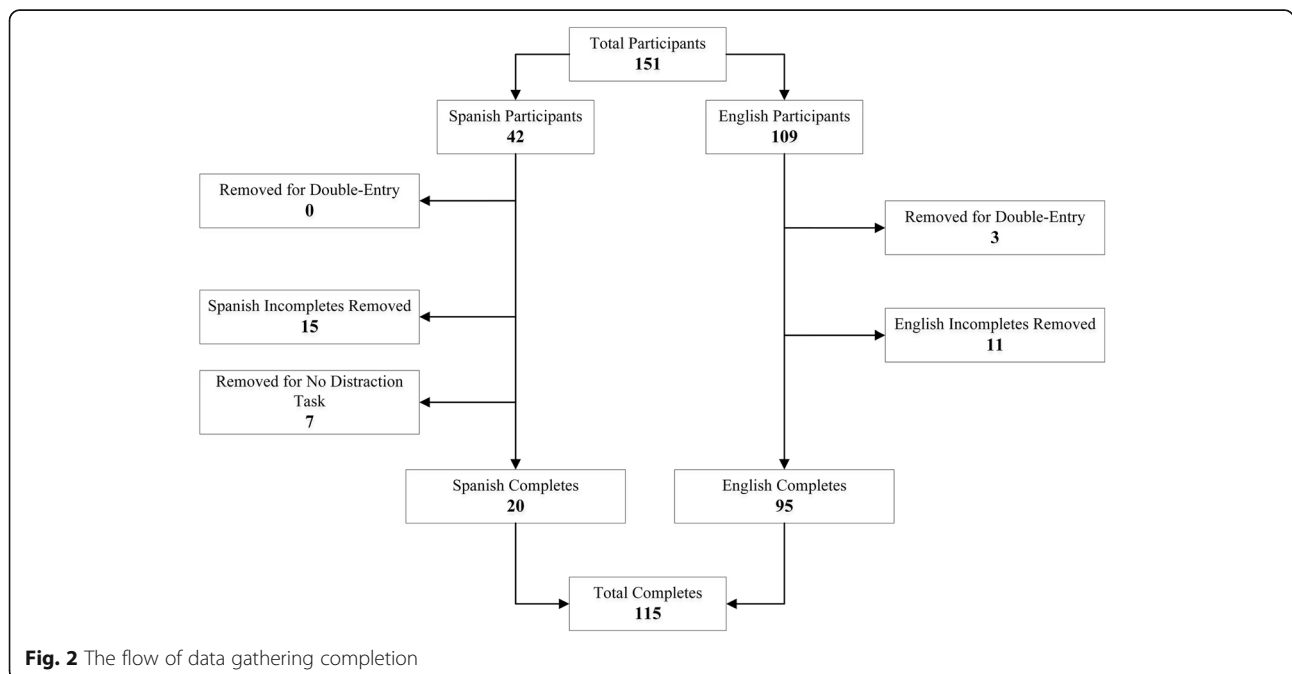 Total Participants
151
Spanish Participants
42
English Participants
109
Removed for Double-Entry
0
Removed for Double-Entry
3
Spanish Incompletes Removed
15
English Incompletes Removed
11
Removed for No Distraction
Task
7
Spanish Completes
20
English Completes
95
Total Completes
115
Fig. 2 The flow of data gathering completion